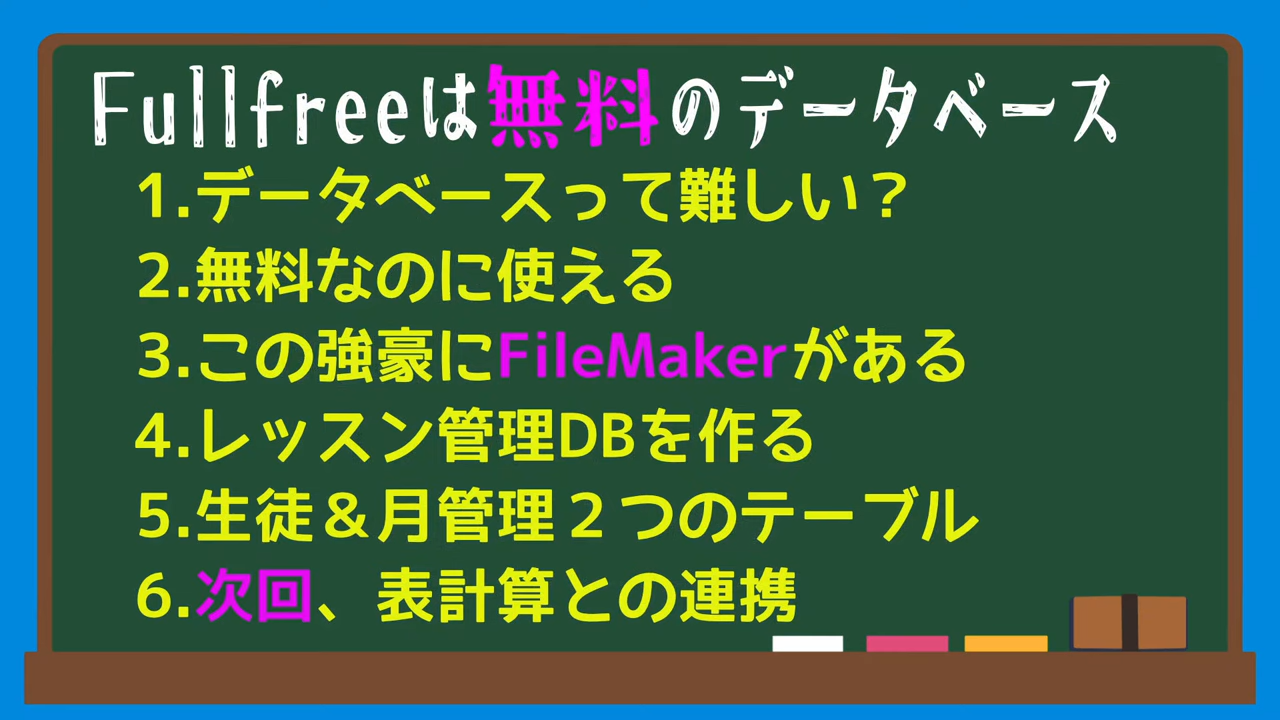 Fullfreeは無料のデータベース
1.データベースって難しい？
2.無料なのに使える
3.この強豪にFileMakerがある
4.レッスン管理DBを作る
5.生徒＆月管理２つのテーブル
6.次回、表計算との連携